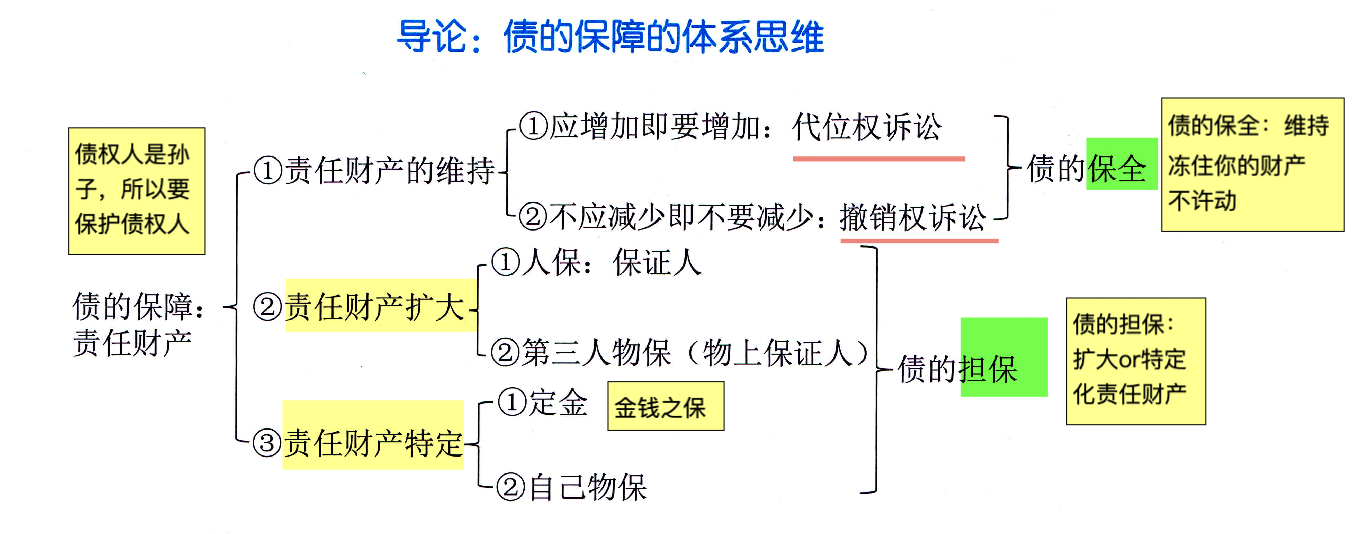 导论：债的保障的体系思维
债权人是孙
子，所以要
保护债权人
债的保障：
责任财产
①责任财产的维持
①应增加即要增加：代位权诉讼
②不应减少即不要减少：撤销权诉讼
债的保全
债的保全：维持
冻住你的财产
不许动
②责任财产扩大
①人保：保证人
②第三人物保（物上保证人）
③责任财产特定
①定金
金钱之保
②自己物保
债的担保
债的担保：
扩大or特定
化责任财产